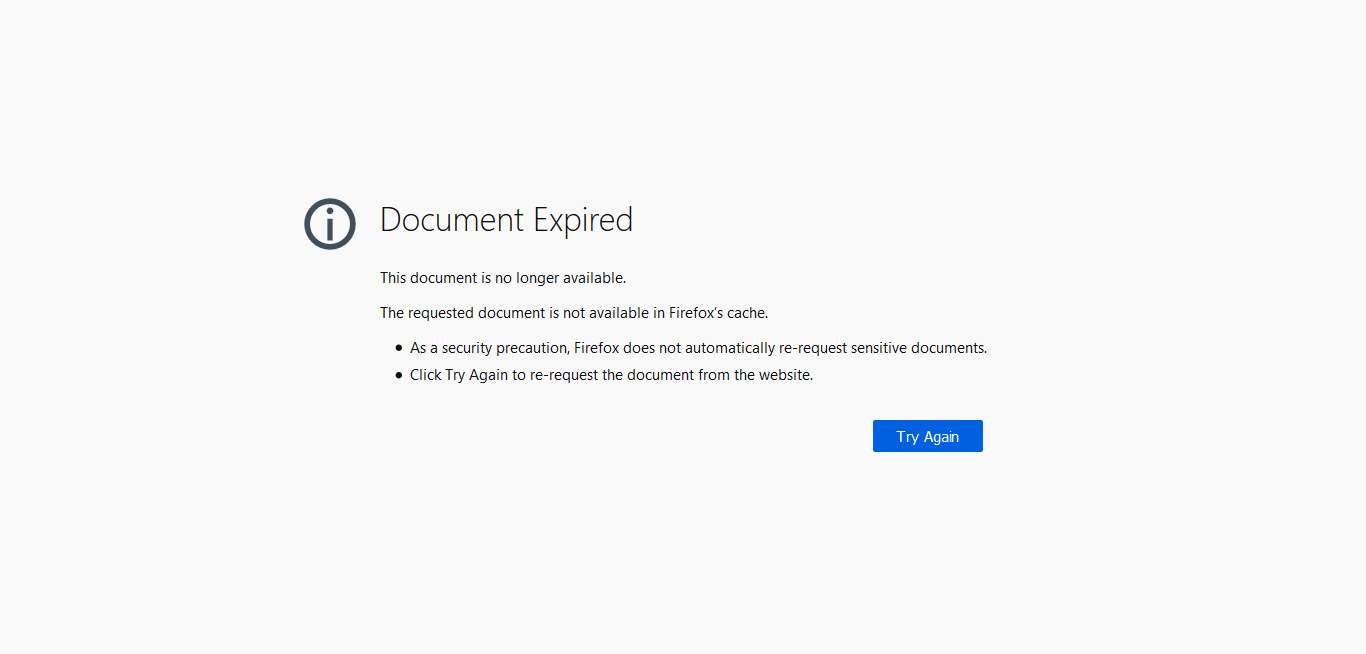 Document Expired
This document is no longer available.
The requested document is not available in Firefox’s cache.
As a security precaution, Firefox does not automatically re-request sensitive documents.
Click Try Again to re-request the document from the website.
Try Again